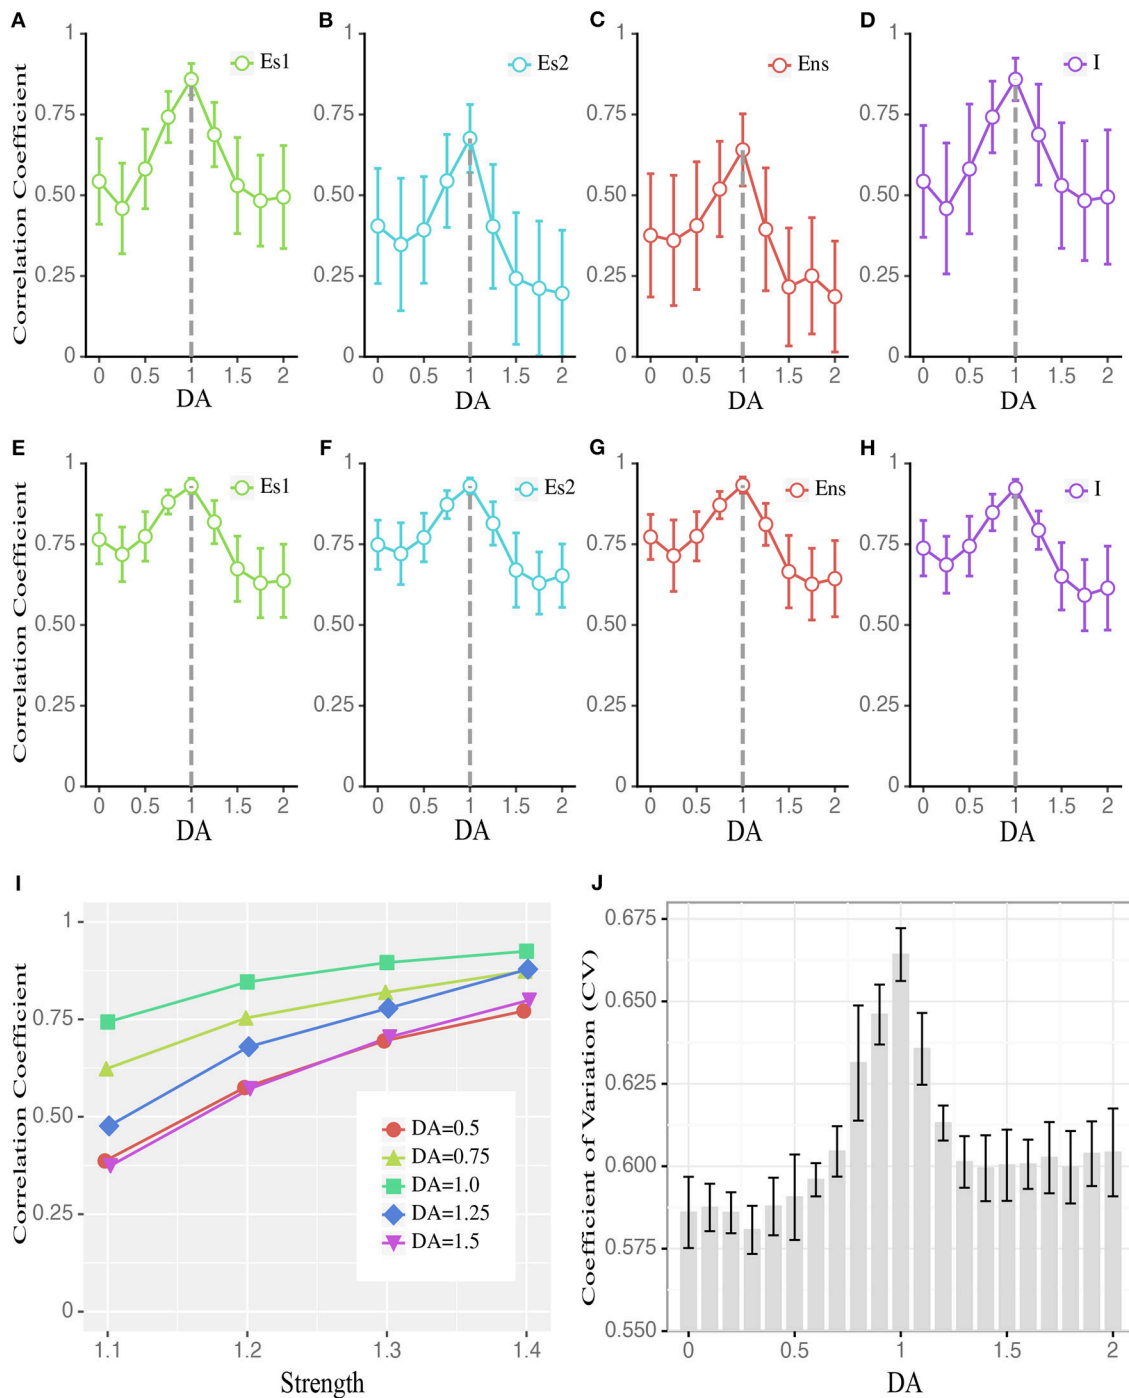 A
B
C
D
1
0.75
0.50
0.25
0
Correlation Coefficient
Es1
0
0.5
1
1.5
2
DA
1
0.75
0.50
0.25
0
Es2
0
0.5
1
1.5
2
DA
1
0.75
0.50
0.25
0
Ens
0
0.5
1
1.5
2
DA
1
0.75
0.50
0.25
0
I
0
0.5
1
1.5
2
DA
E
F
G
H
1
0.75
0.50
0.25
0
Correlation Coefficient
Es1
0
0.5
1
1.5
2
DA
1
0.75
0.50
0.25
0
Es2
0
0.5
1
1.5
2
DA
1
0.75
0.50
0.25
0
Ens
0
0.5
1
1.5
2
DA
1
0.75
0.50
0.25
0
I
0
0.5
1
1.5
2
DA
I
1
0.75
0.50
0.25
0
Correlation Coefficient
DA=0.5
DA=0.75
DA=1.0
DA=1.25
DA=1.5
1.1
1.2
1.3
1.4
Strength
J
0.675
0.650
0.625
0.600
0.575
0.550
Coefficient of Variation (CV)
0
0.5
1
1.5
2
DA